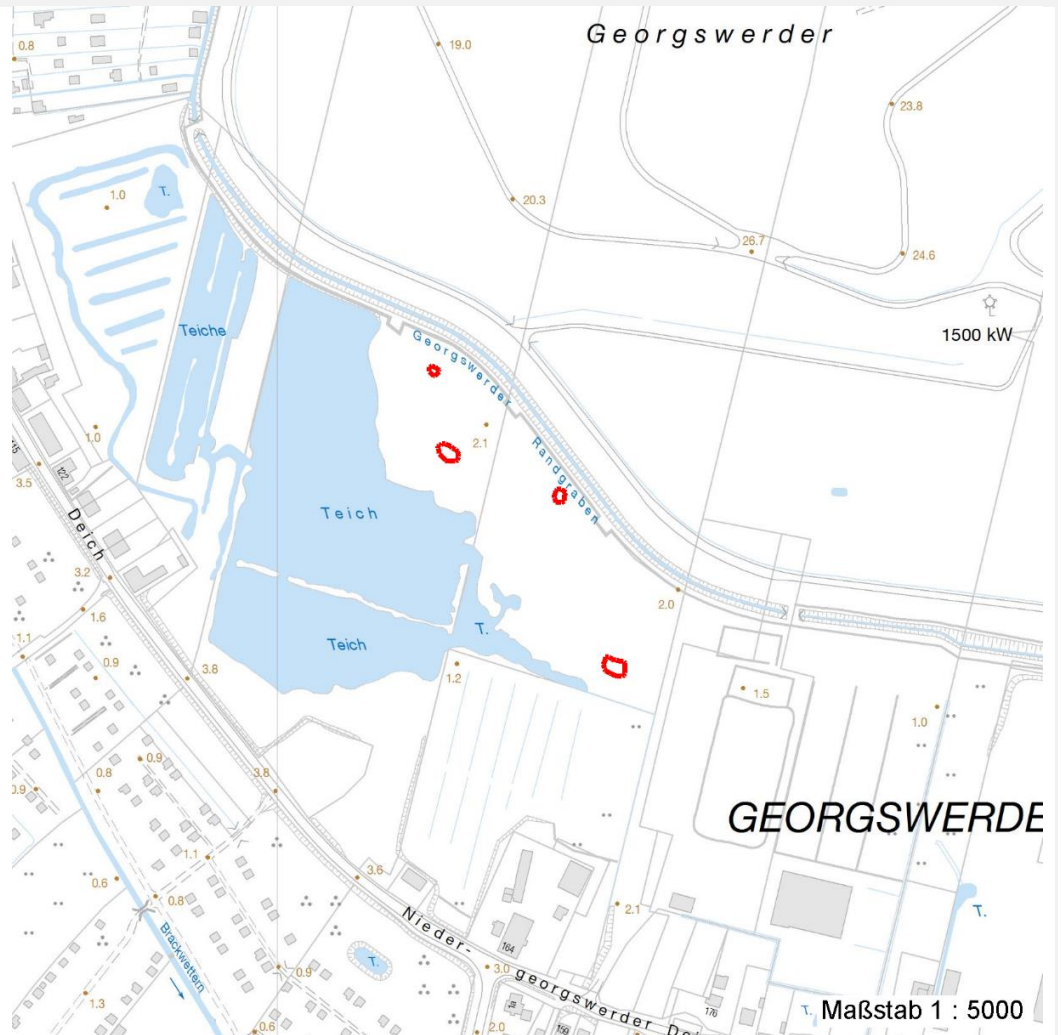 Georgswerder
0.8
19.0
23.8
T.
1.0
20.3
26.7
24.6
1500 kW
Teiche
Georgswerder
1.0
2.1
115
122
3.5
Randgraben
Teich
Deich
3.2
2.0
1.6
T.
1.1
Teich
0.9
3.8
1.2
1.5
1.0
0.9
3.8
0.8
0.9
GEORGSWERDE
1.1
3.6
0.6
0.8
2.1
T.
Nieder-
164
Brackwettern
T.
0.9
3.0
georgswerder Dei
1.3
1a
176
T.
Maßstab 1 : 5000
0.6
159
2.0